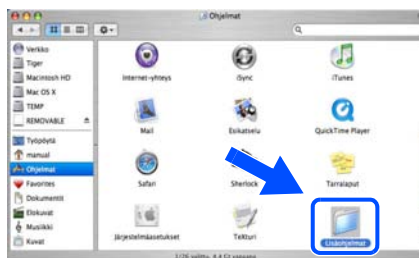 Ohjelmat
Verkko
Tiger
Macintosh HD
Mac OS X
TEMP
REMOVABLE
Työpöytä
manual
Ohjelmat
Favorites
Dokumentit
Elokuvat
Musiikki
Kuvat
Internet-yhteys
iSync
iTunes
Mail
Esikatselu
QuickTime Player
Safari
Sherlock
Tarralaput
Järjestelmäasetukset
Tekturi
Lisäohjelmat